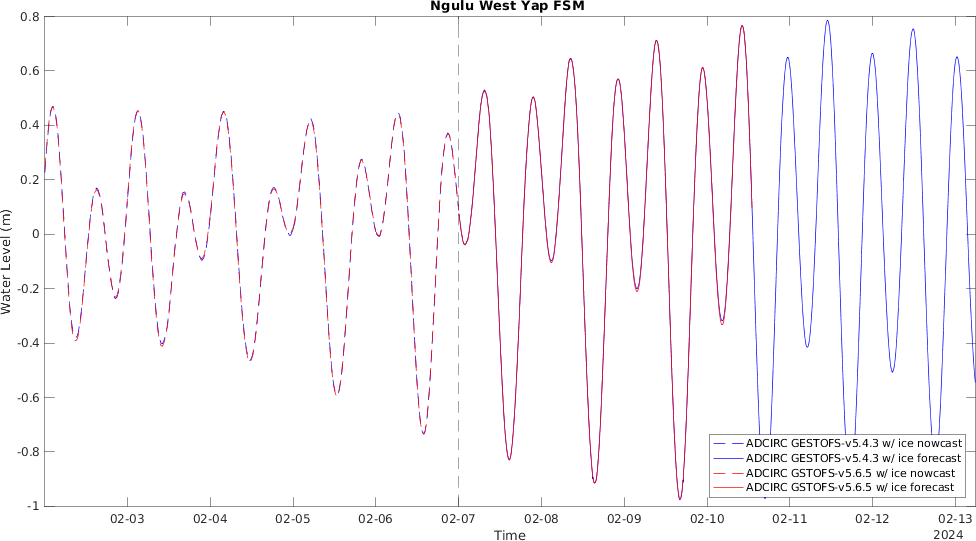 Ngulu West Yap FSM
0.8
0.6
0.4
0.2
0
-0.2
-0.4
-0.6
-0.8
-1
Water Level (m)
ADCIRC GESTOFS-v5.4.3 w/ ice nowcast
ADCIRC GESTOFS-v5.4.3 w/ ice forecast
ADCIRC GSTOFS-v5.6.5 w/ ice nowcast
ADCIRC GSTOFS-v5.6.5 w/ ice forecast
02-03 02-04 02-05 02-06 02-07 02-08 02-09 02-10 02-11 02-12 02-13
Time
2024